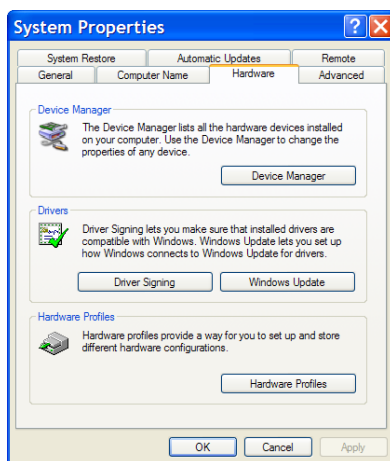 System Properties
System Restore Automatic Updates Remote
General Computer Name Hardware Advanced
Device Manager
The Device Manager lists all the hardware devices installed
on your computer. Use the Device Manager to change the
properties of any device.
Device Manager
Drivers
Driver Signing lets you make sure that installed drivers are
compatible with Windows. Windows Update lets you set up
how Windows connects to Windows Update for drivers.
Driver Signing Windows Update
Hardware Profiles
Hardware profiles provide a way for you to set up and store
different hardware configurations.
Hardware Profiles
OK Cancel Apply